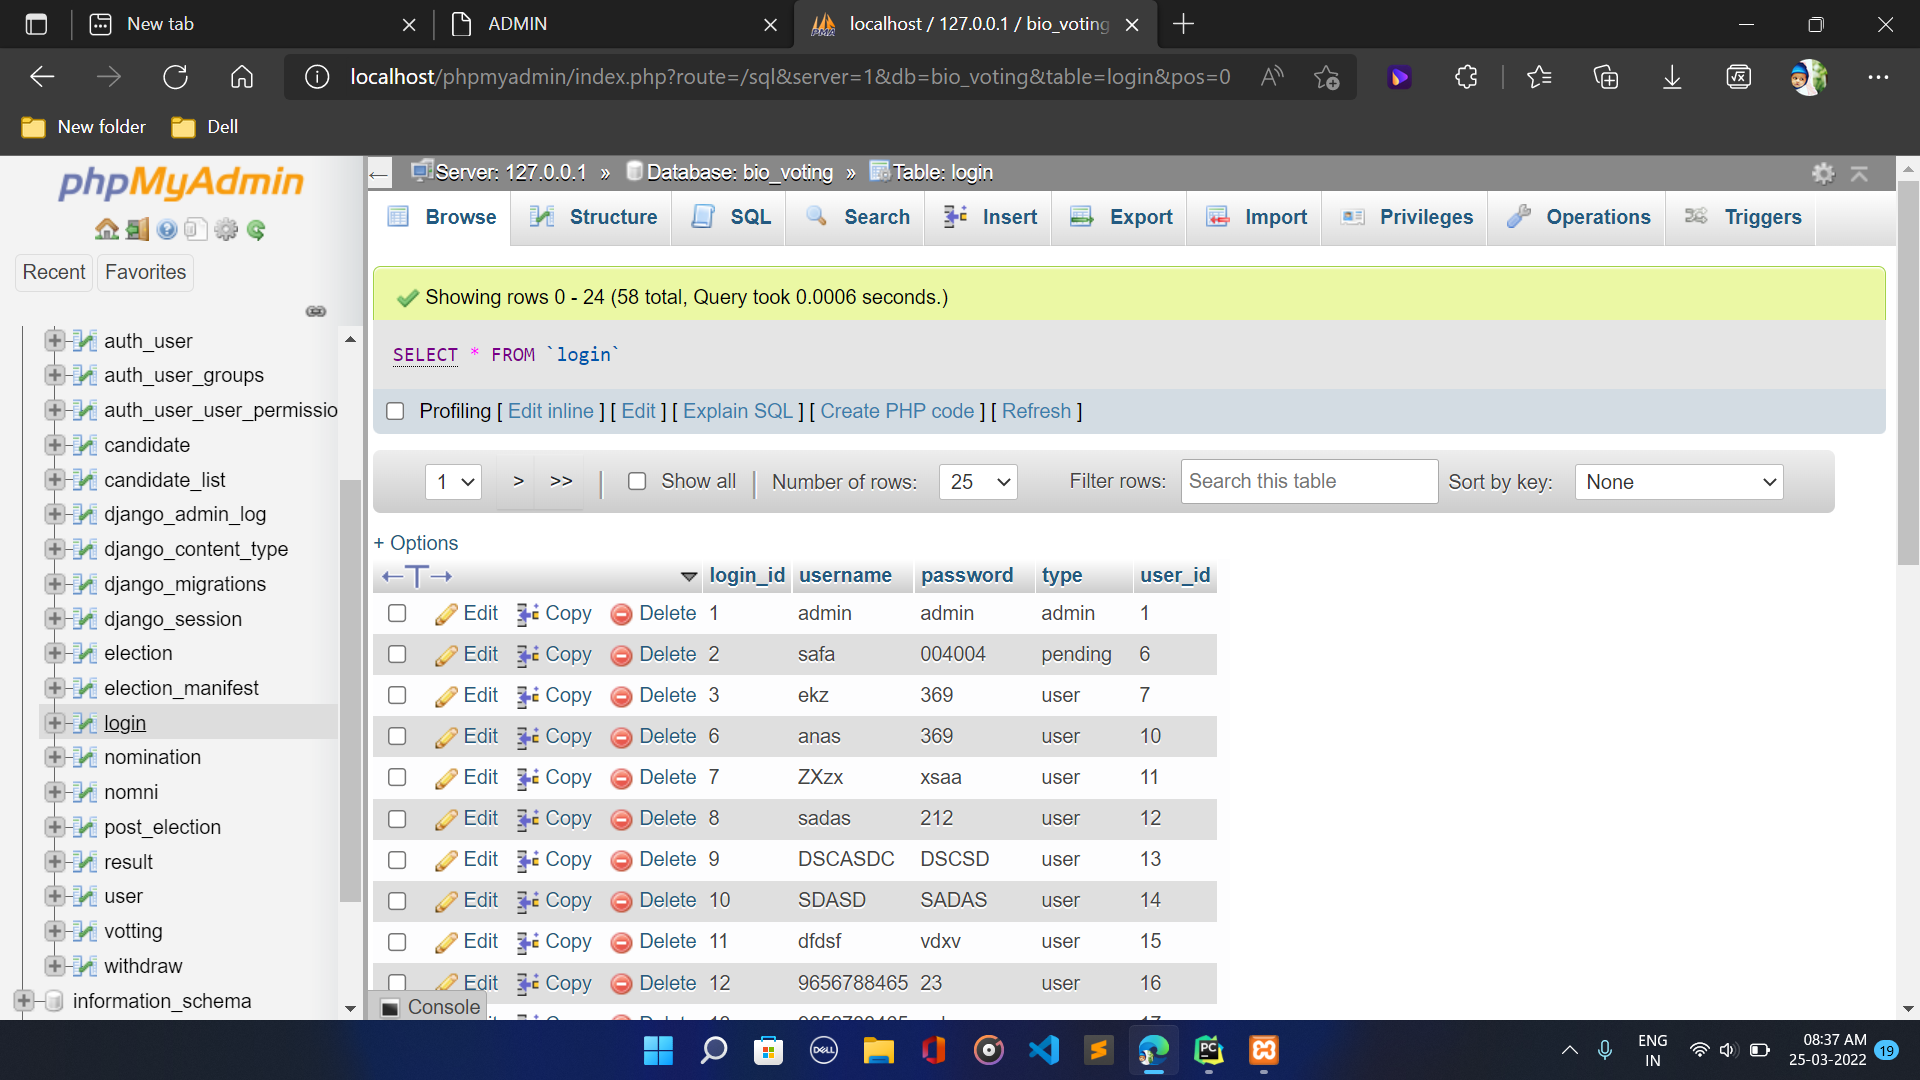 New tab
ADMIN
localhost / 127.0.0.1 / bio_voting
localhost/phpmyadmin/index.php?route=/sql&server=1&db=bio_voting&table=login&pos=0
New folder
Dell
phpMyAdmin
Recent
Favorites
auth_user
auth_user_groups
auth_user_user_permissio
candidate
candidate_list
django_admin_log
django_content_type
django_migrations
django_session
election
election_manifest
login
nomination
nomni
post_election
result
user
votting
withdraw
information_schema
Server: 127.0.0.1 » Database: bio_voting » Table: login
Browse Structure SQL Search Insert Export Import Privileges Operations Triggers
Showing rows 0 - 24 (58 total, Query took 0.0006 seconds.)
SELECT * FROM `login`
Profiling [ Edit inline ] [ Edit ] [ Explain SQL ] [ Create PHP code ] [ Refresh ]
1 > >> | Show all | Number of rows: 25 Filter rows: Search this table Sort by key: None
+ Options
←T→ login_id username password type user_id
Edit Copy Delete 1 admin admin admin 1
Edit Copy Delete 2 safa 004004 pending 6
Edit Copy Delete 3 ekz 369 user 7
Edit Copy Delete 6 anas 369 user 10
Edit Copy Delete 7 ZXzx xsaa user 11
Edit Copy Delete 8 sadas 212 user 12
Edit Copy Delete 9 DSCASDC DSCSD user 13
Edit Copy Delete 10 SDASD SADAS user 14
Edit Copy Delete 11 dfdsf vdxv user 15
Edit Copy Delete 12 9656788465 23 user 16
Console
ENG
IN
08:37 AM
25-03-2022
19